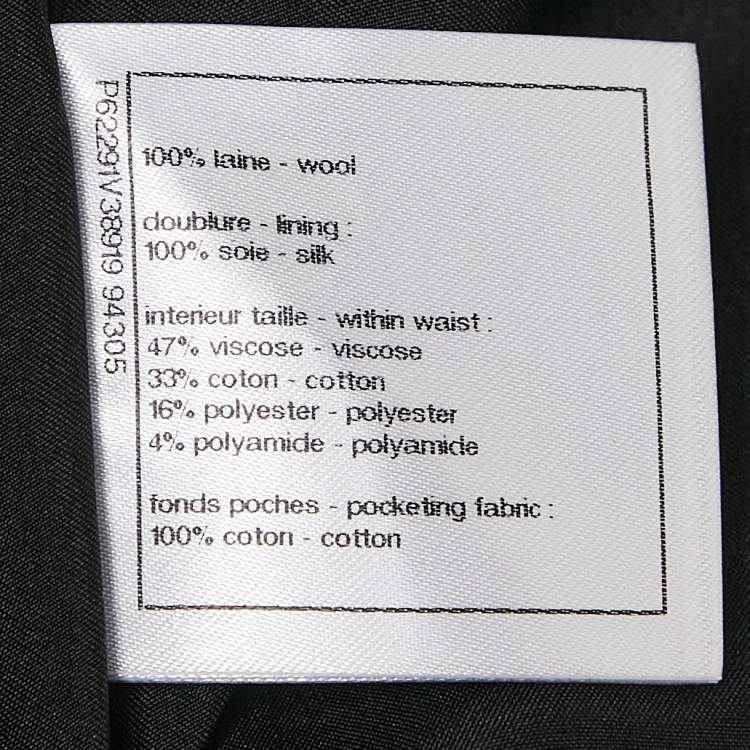 P62291V38919 94305
100% laine - wool
doublure - lining :
100% soie - silk
interieur taille - within waist :
47% viscose - viscose
33% coton - cotton
16% polyester - polyester
4% polyamide - polyamide
fonds poches - pocketing fabric :
100% coton - cotton